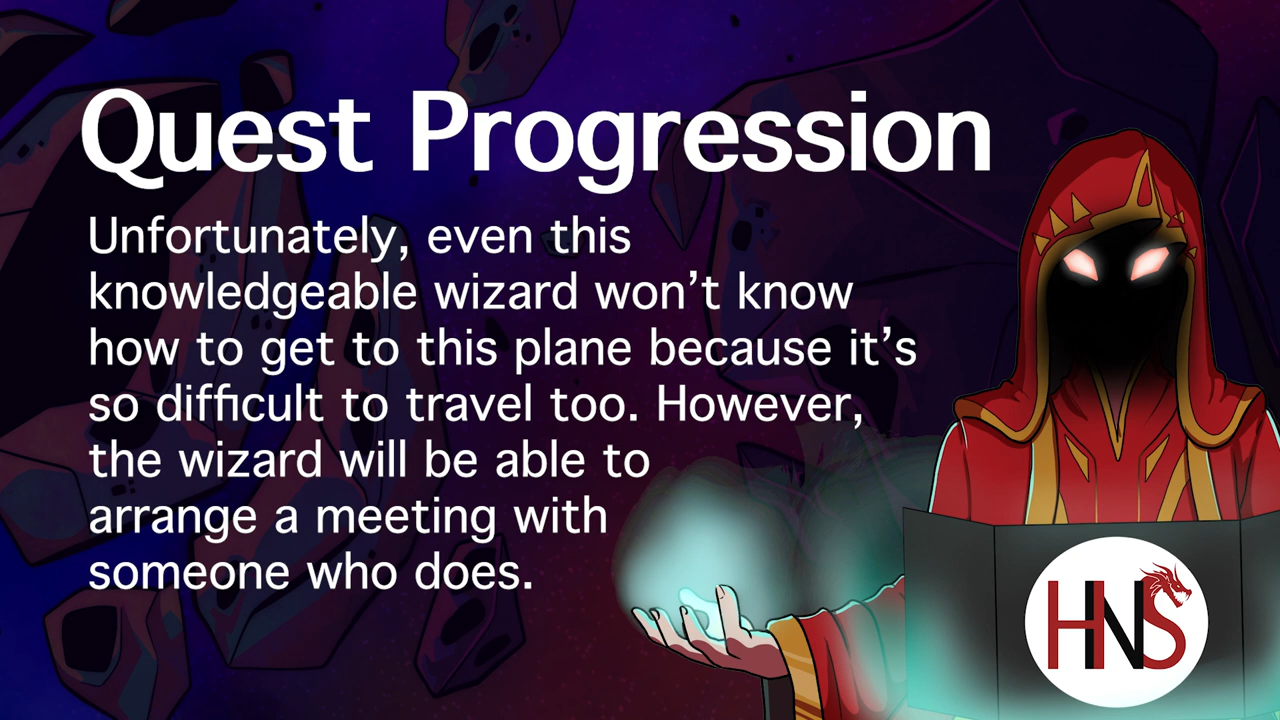 Quest Progression
Unfortunately, even this
knowledgeable wizard won’t know
how to get to this plane because it’s
so difficult to travel too. However,
the wizard will be able to
arrange a meeting with
someone who does.
HNS